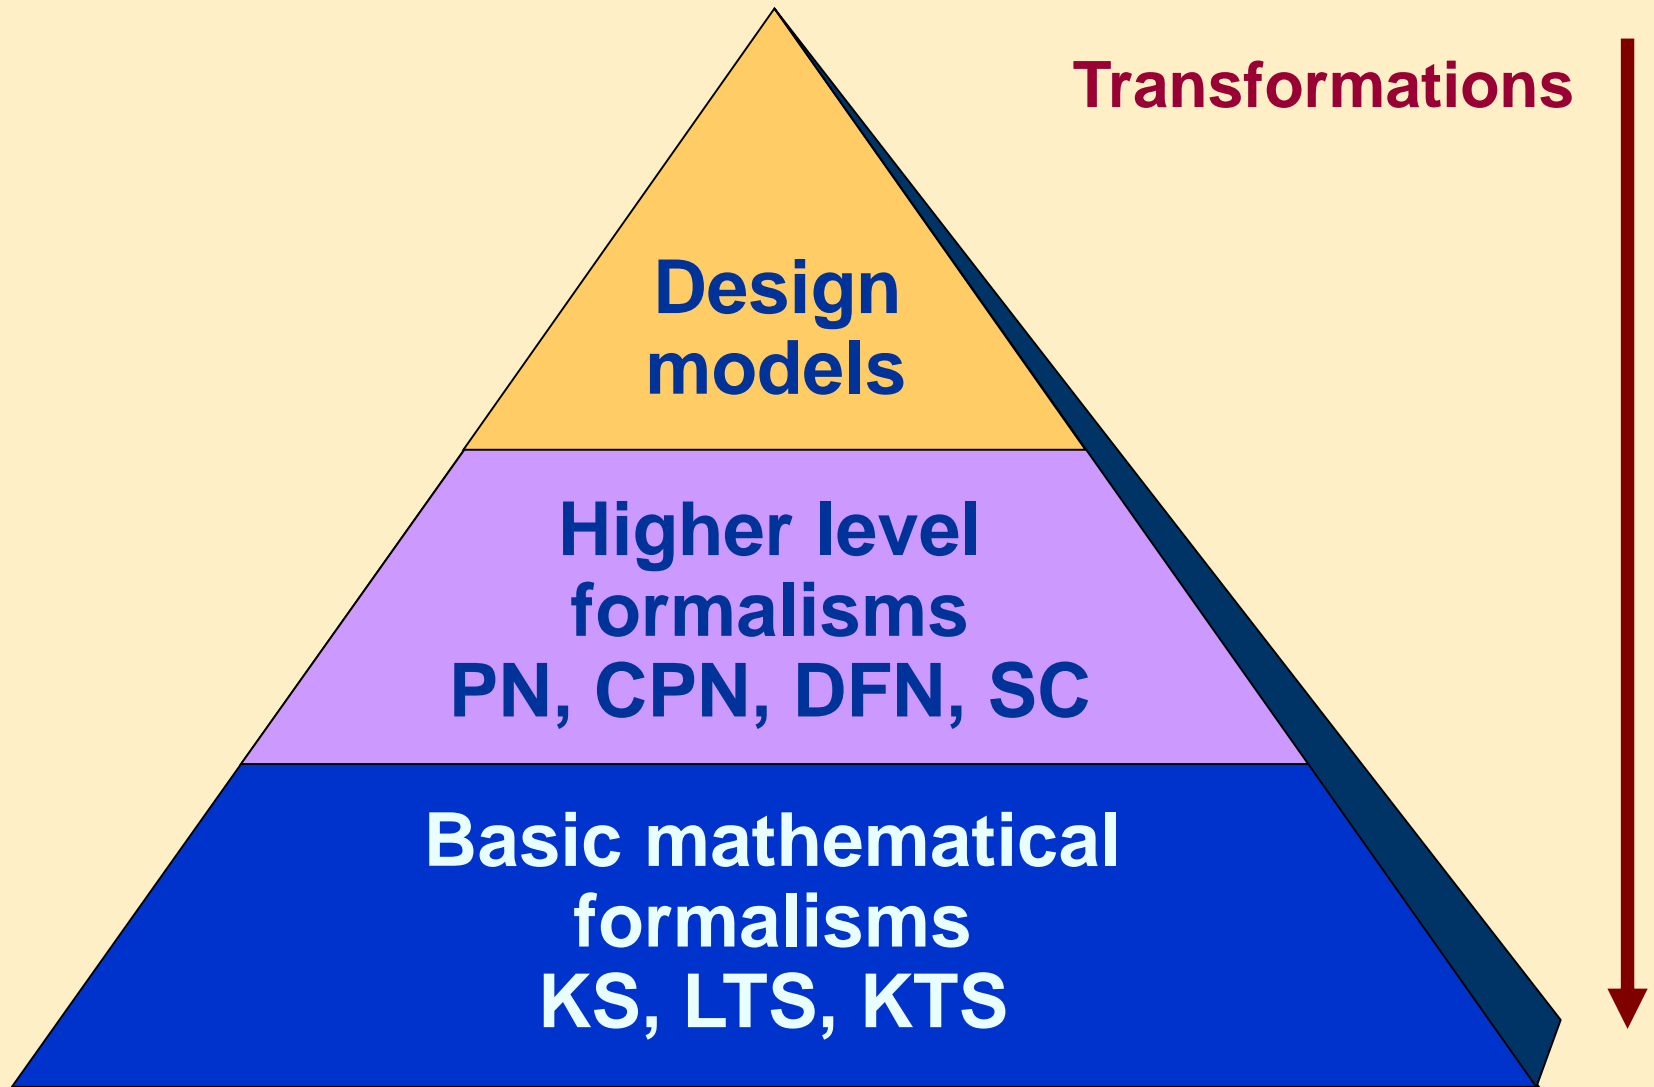 Transformations
Design
models
Higher level
formalisms
PN, CPN, DFN, SC
Basic mathematical
formalisms
KS, LTS, KTS